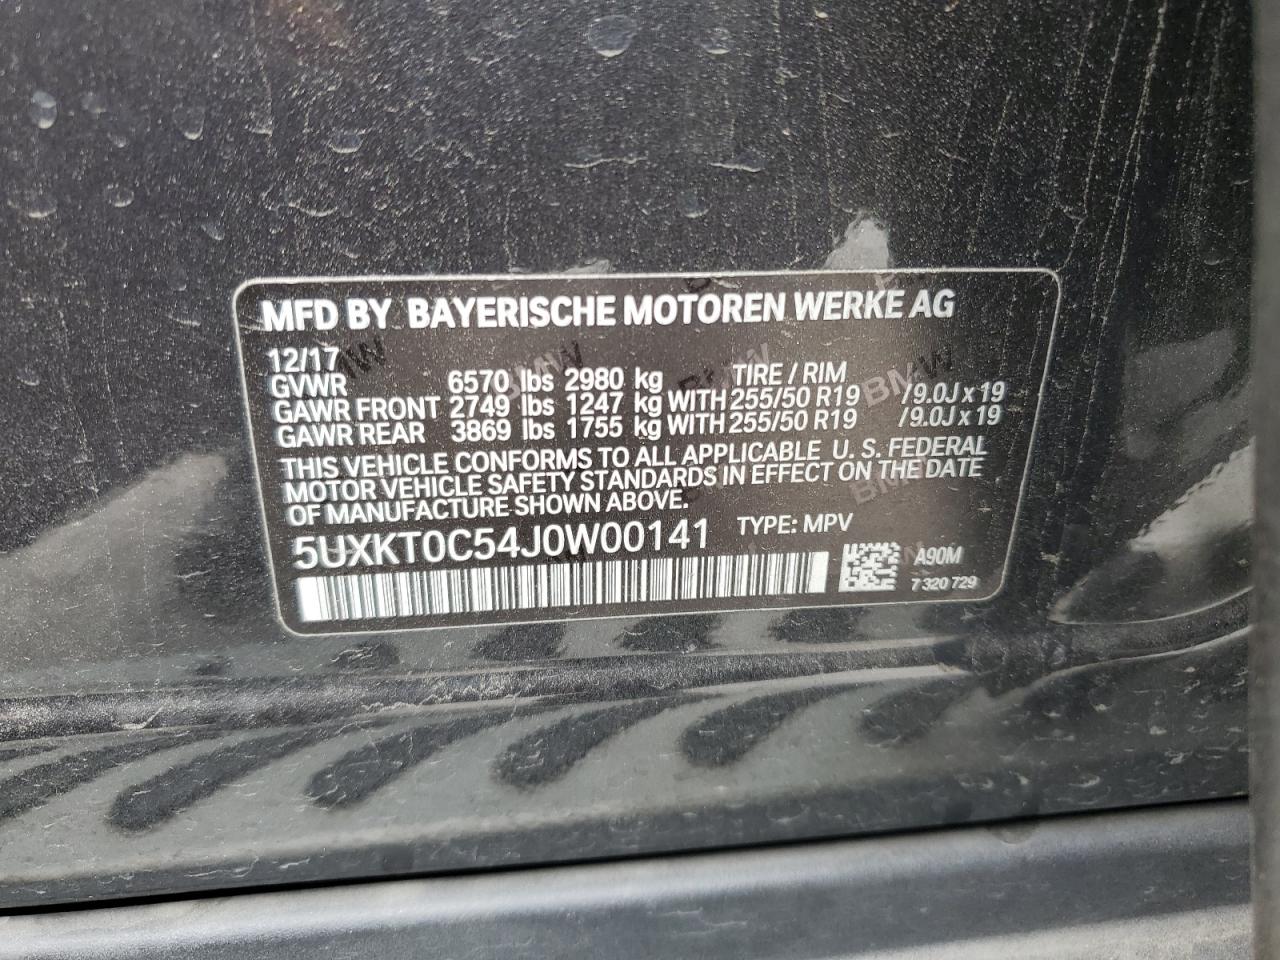 MFD BY BAYERISCHE MOTOREN WERKE AG
12/17 TIRE / RIM
GVWR 6570 lbs 2980 kg
GAWR FRONT 2749 lbs 1247 kg WITH 255/50 R19 /9.0J x 19
GAWR REAR 3869 lbs 1755 kg WITH 255/50 R19 /9.0J x 19
THIS VEHICLE CONFORMS TO ALL APPLICABLE U. S. FEDERAL
MOTOR VEHICLE SAFETY STANDARDS IN EFFECT ON THE DATE
OF MANUFACTURE SHOWN ABOVE.
5UXKT0C54J0W00141 TYPE: MPV
A90M
7 320 729